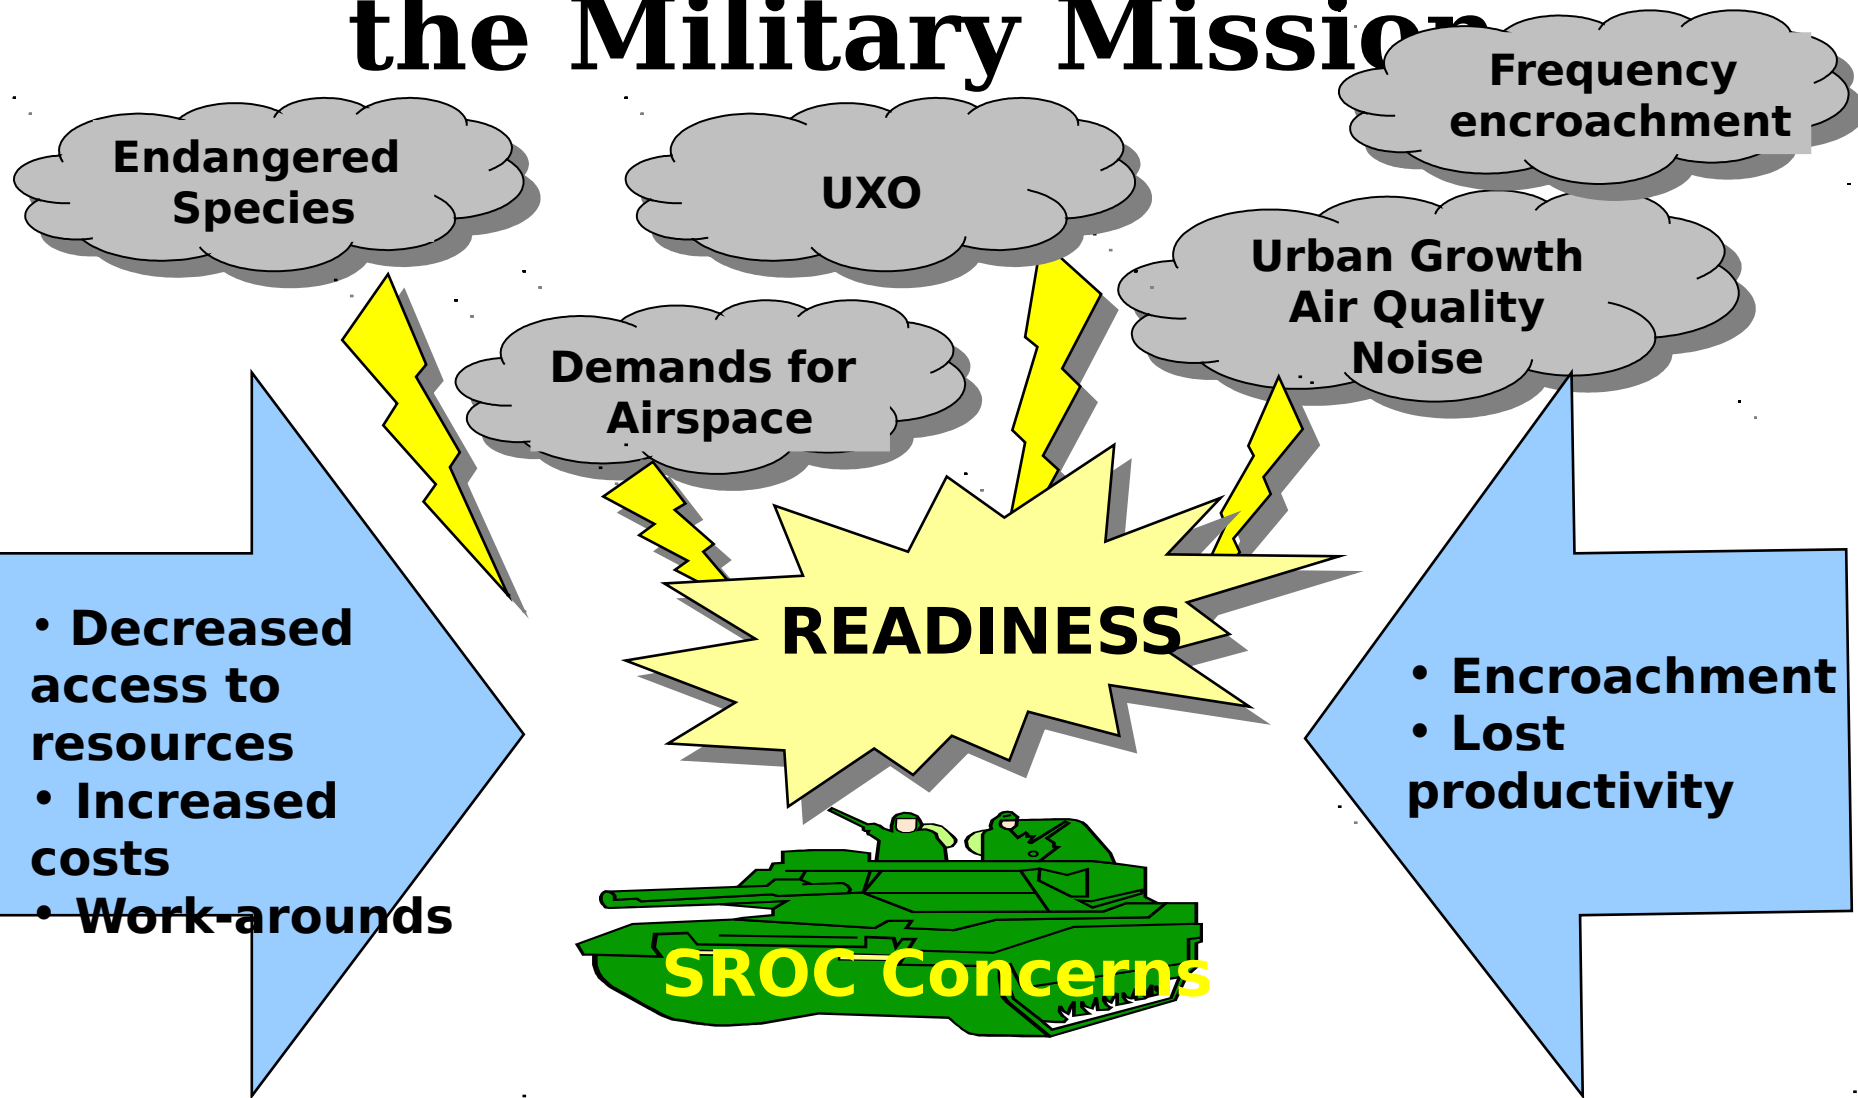 the Military Mission
Frequency
encroachment
Endangered
Species
UXO
Urban Growth
Air Quality
Noise
Demands for
Airspace
READINESS
• Decreased
access to
resources
• Increased
costs
• Work-arounds
• Encroachment
• Lost
productivity
SROC Concerns